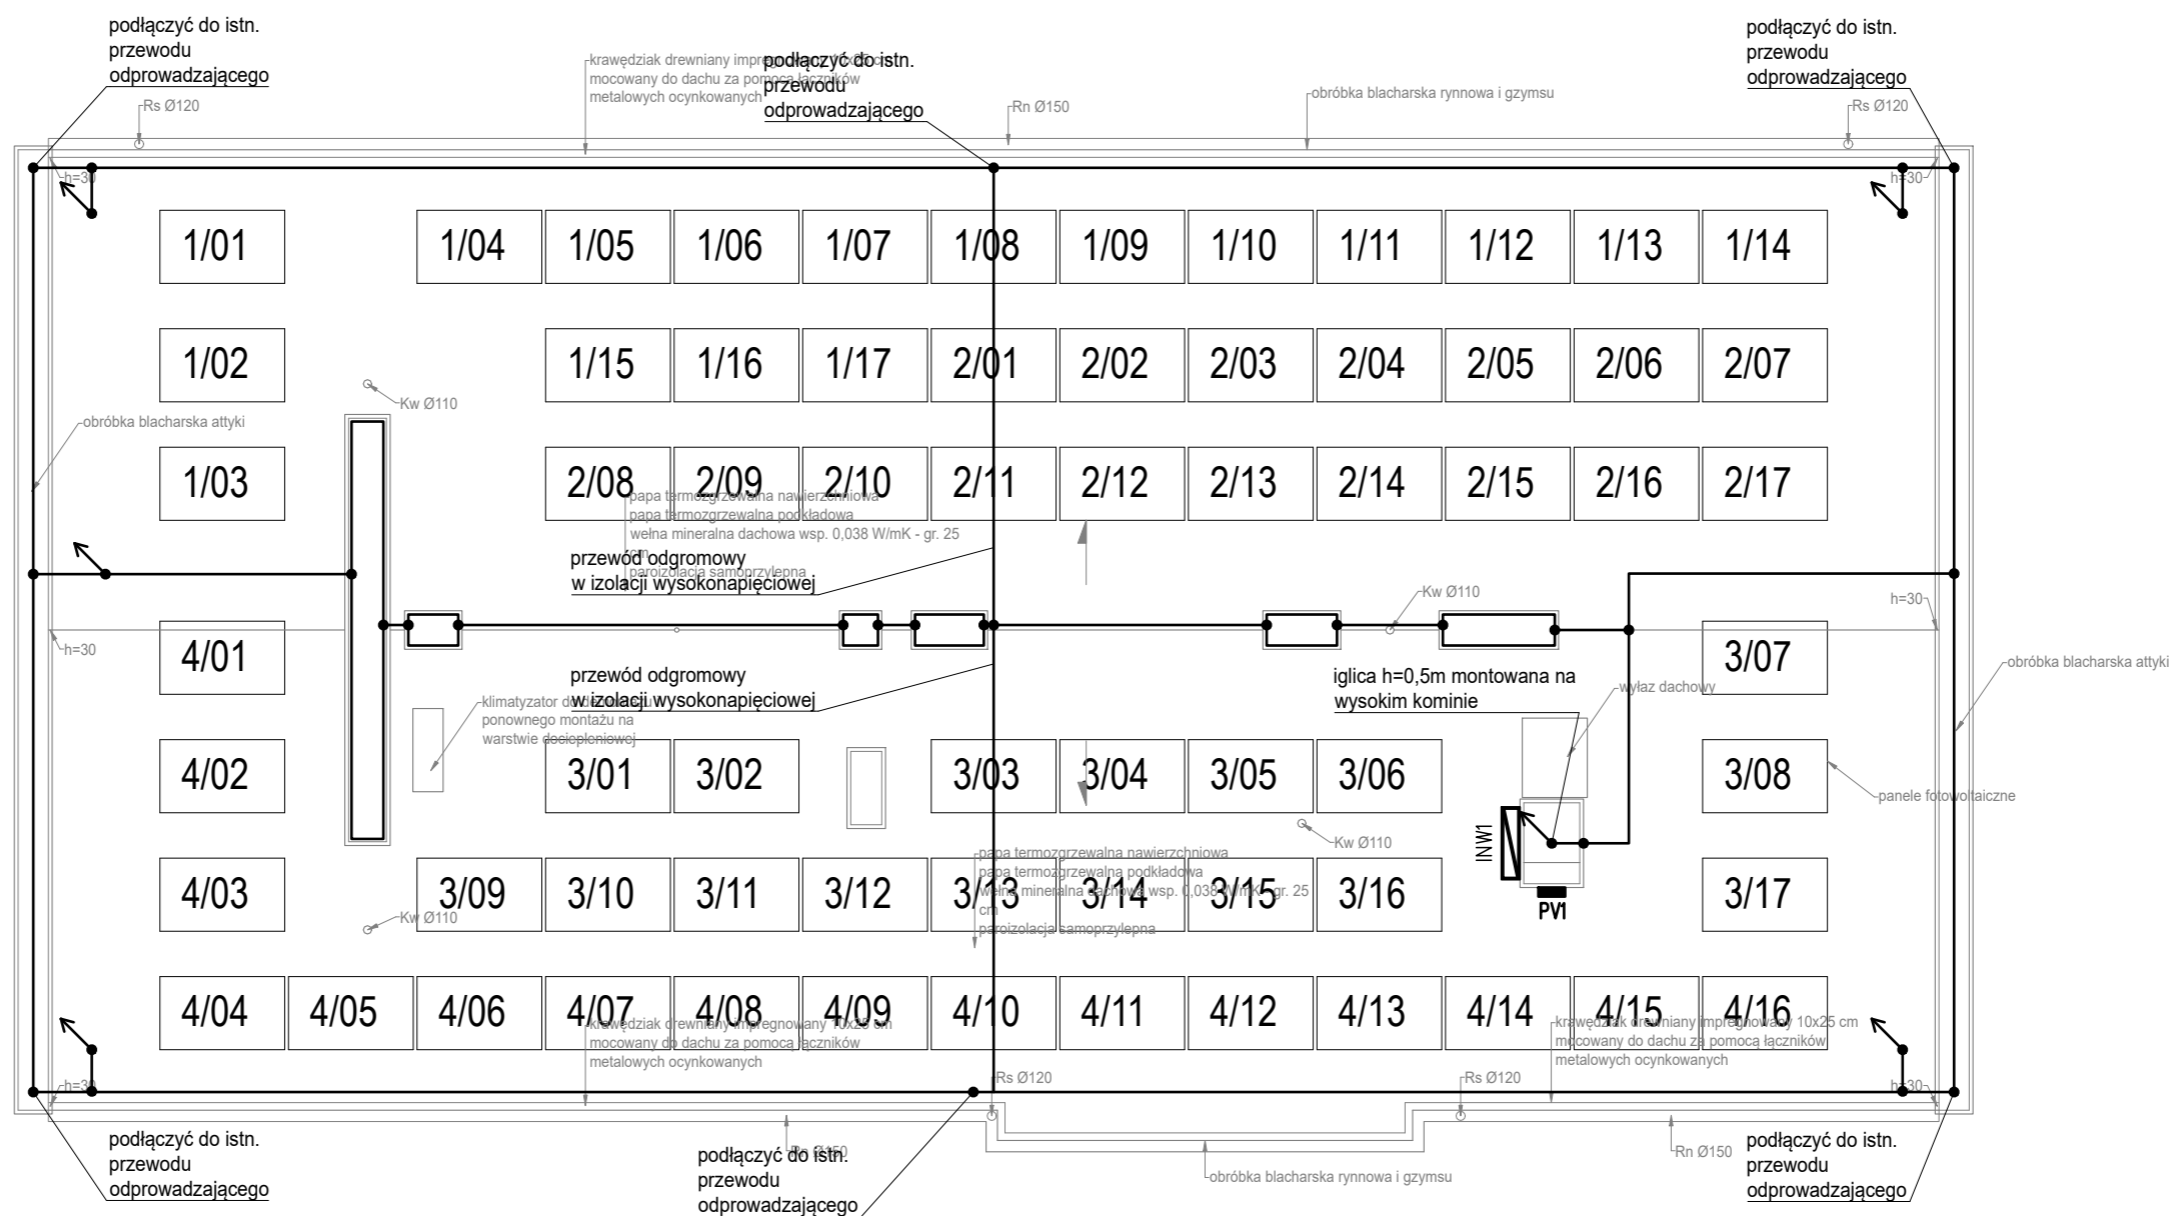 podłączyć do istn.
przewodu
odprowadzającego
krawędziak drewniany impregnowany 10x25 cm
mocowany do dachu za pomocą łączników
metalowych ocynkowanych
podłączyć do istn.
przewodu
odprowadzającego
podłączyć do istn.
przewodu
odprowadzającego
Rs Ø120
Rn Ø150
obróbka blacharska rynnowa i gzymsu
Rs Ø120
h=30
h=30
1/01 1/04 1/05 1/06 1/07 1/08 1/09 1/10 1/11 1/12 1/13 1/14
1/02 1/15 1/16 1/17 2/01 2/02 2/03 2/04 2/05 2/06 2/07
Kw Ø110
obróbka blacharska attyki
1/03 2/08 2/09 2/10 2/11 2/12 2/13 2/14 2/15 2/16 2/17
papa termozgrzewalna nawierzchniowa
papa termozgrzewalna podkładowa
wełna mineralna dachowa wsp. 0,038 W/mK - gr. 25
cm
paroizolacja samoprzylepna
przewód odgromowy
w izolacji wysokonapięciowej
Kw Ø110
h=30
h=30
4/01 3/07
obróbka blacharska attyki
przewód odgromowy
w izolacji wysokonapięciowej
iglica h=0,5m montowana na
wysokim kominie
wyłaz dachowy
klimatyzator do demontażu i
ponownego montażu na
warstwie dociepleniowej
4/02 3/01 3/02 3/03 3/04 3/05 3/06 3/08
panele fotowoltaiczne
INW1
Kw Ø110
papa termozgrzewalna nawierzchniowa
papa termozgrzewalna podkładowa
wełna mineralna dachowa wsp. 0,038 W/mK - gr. 25
cm
paroizolacja samoprzylepna
4/03 3/09 3/10 3/11 3/12 3/13 3/14 3/15 3/16 3/17
PV1
Kw Ø110
4/04 4/05 4/06 4/07 4/08 4/09 4/10 4/11 4/12 4/13 4/14 4/15 4/16
krawędziak drewniany impregnowany 10x25 cm
mocowany do dachu za pomocą łączników
metalowych ocynkowanych
krawędziak drewniany impregnowany 10x25 cm
mocowany do dachu za pomocą łączników
metalowych ocynkowanych
h=30
Rs Ø120
Rs Ø120
h=30
podłączyć do istn.
przewodu
odprowadzającego
Rn Ø150
podłączyć do istn.
przewodu
odprowadzającego
obróbka blacharska rynnowa i gzymsu
Rn Ø150
podłączyć do istn.
przewodu
odprowadzającego